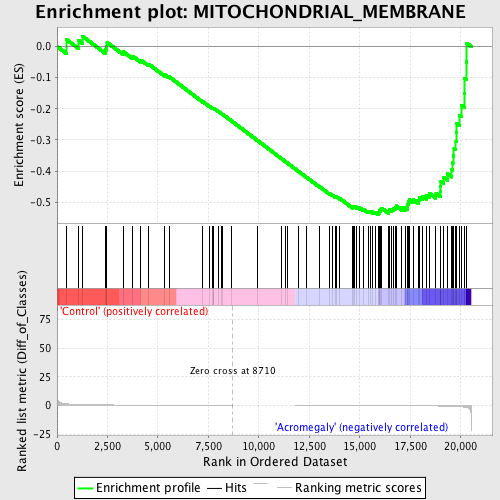 Enrichment plot: MITOCHONDRIAL_MEMBRANE
Enrichment score (ES)
0.0
-0.1
-0.2
-0.3
-0.4
-0.5
'Control' (positively correlated)
Ranked list metric (Diff_of_Classes)
75
50
25
0
-25
Zero cross at 8710
'Acromegaly' (negatively correlated)
0
2,500
5,000
7,500
10,000
12,500
15,000
17,500
20,000
Rank in Ordered Dataset
Enrichment profile
Hits
Ranking metric scores